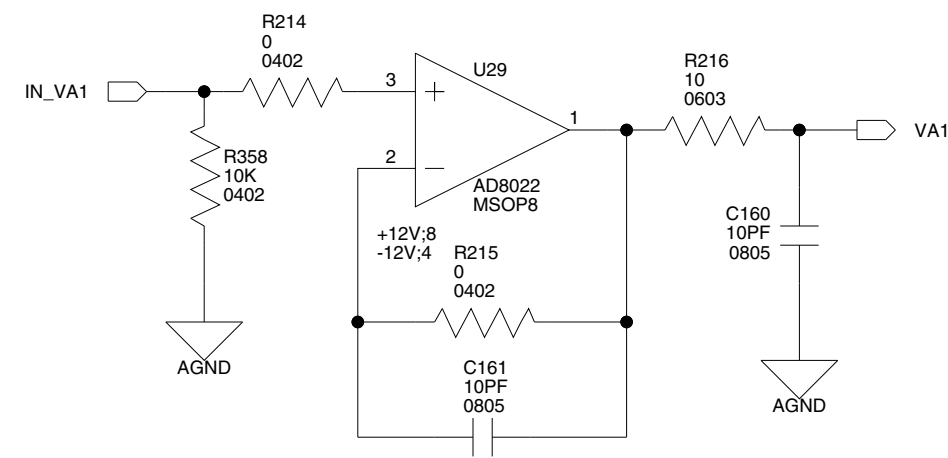 R214
0
0402
IN_VA1
3
+
U29
R216
10
0603
1
VA1
R358
10K
0402
2
−
AD8022
MSOP8
C160
10PF
0805
+12V;8
-12V;4
R215
0
0402
AGND
C161
10PF
0805
AGND